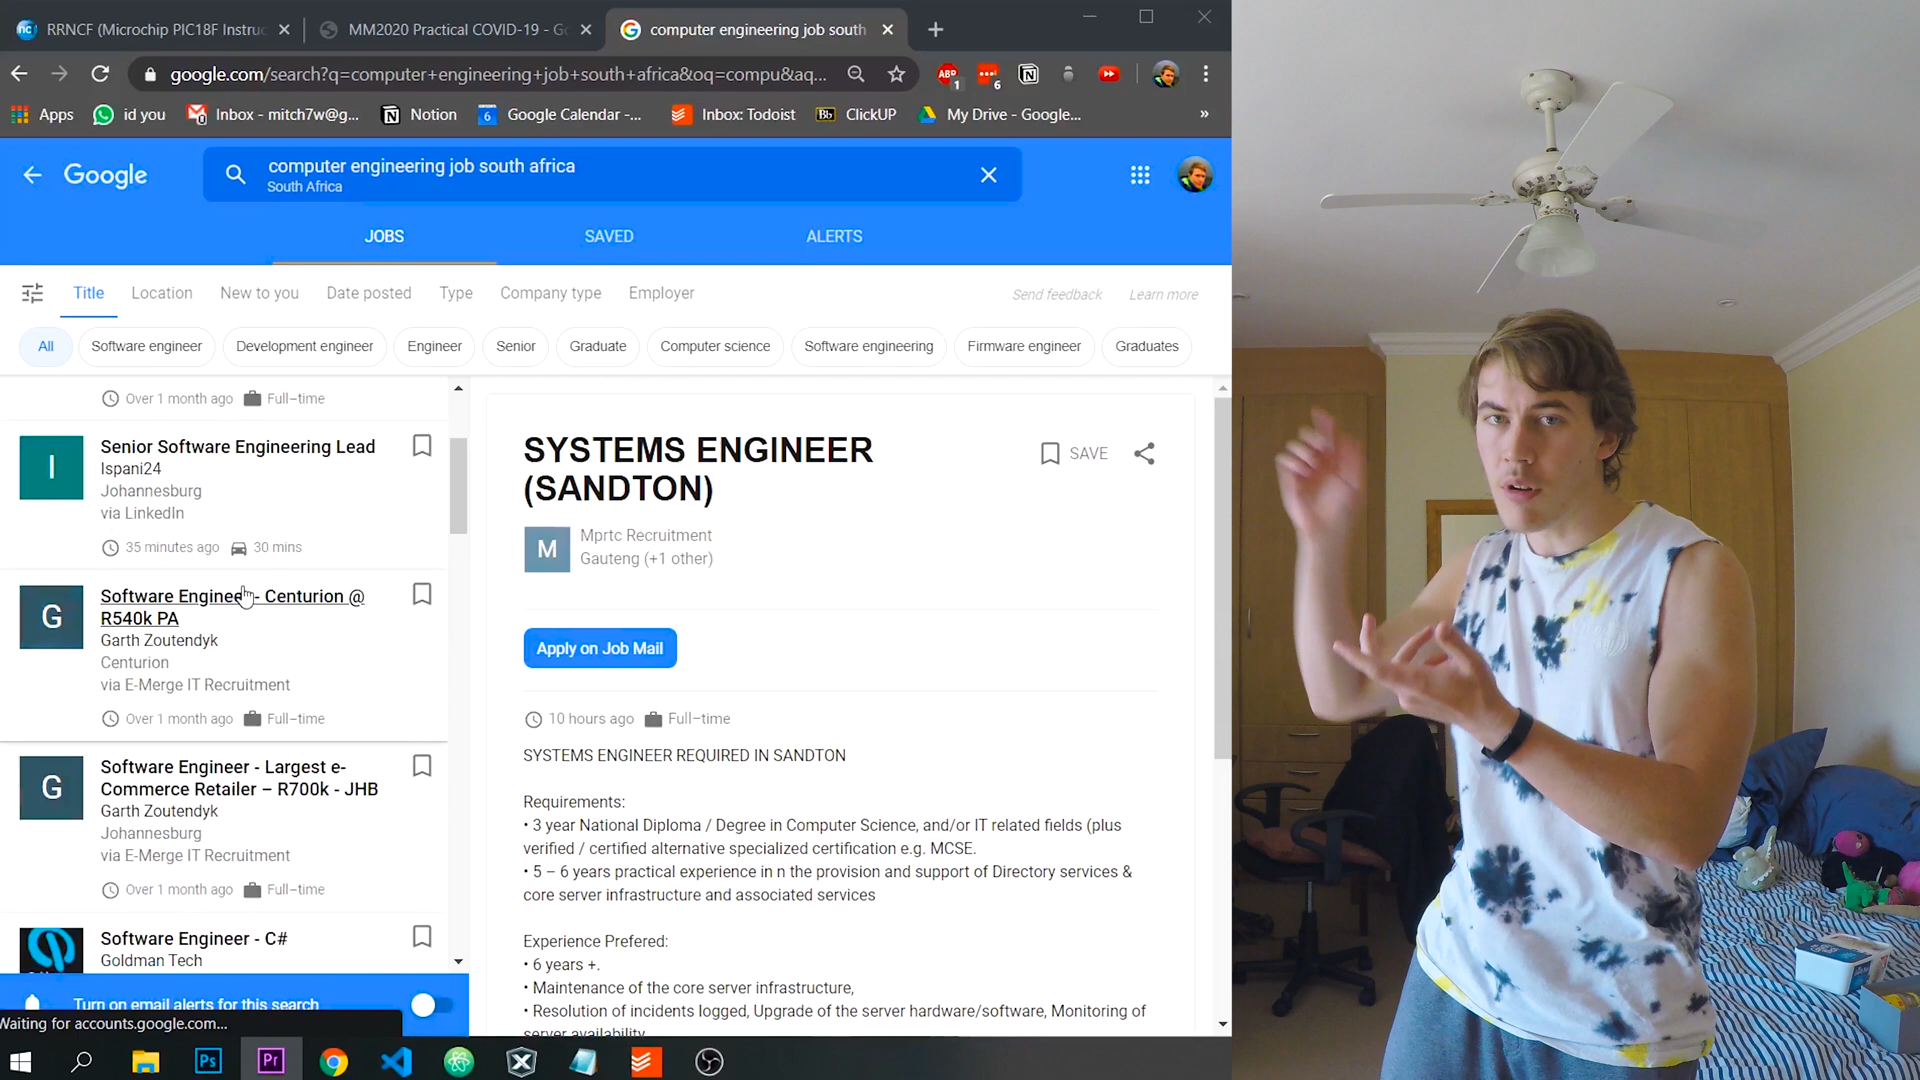 RRNCF (Microchip PIC18F Instruc
MM2020 Practical COVID-19 - Go
computer engineering job south
google.com/search?q=computer+engineering+job+south+africa&oq=compu&aq...
ABP
1
6
Apps
id you
Inbox - mitch7w@g...
Notion
6
Google Calendar -...
Inbox: Todoist
Bb
ClickUP
My Drive - Google...
»
Google
computer engineering job south africa
South Africa
JOBS
SAVED
ALERTS
Title
Location
New to you
Date posted
Type
Company type
Employer
Send feedback
Learn more
All
Software engineer
Development engineer
Engineer
Senior
Graduate
Computer science
Software engineering
Firmware engineer
Graduates
Over 1 month ago
Full-time
I
Senior Software Engineering Lead
Ispani24
Johannesburg
via LinkedIn
35 minutes ago
30 mins
G
Software Engineer - Centurion @
R540k PA
Garth Zoutendyk
Centurion
via E-Merge IT Recruitment
Over 1 month ago
Full-time
G
Software Engineer - Largest e-
Commerce Retailer – R700k - JHB
Garth Zoutendyk
Johannesburg
via E-Merge IT Recruitment
Over 1 month ago
Full-time
Software Engineer - C#
Goldman Tech
Turn on email alerts for this search
Waiting for accounts.google.com...
SYSTEMS ENGINEER
(SANDTON)
SAVE
M
Mprtc Recruitment
Gauteng (+1 other)
Apply on Job Mail
10 hours ago
Full-time
SYSTEMS ENGINEER REQUIRED IN SANDTON
Requirements:
• 3 year National Diploma / Degree in Computer Science, and/or IT related fields (plus
verified / certified alternative specialized certification e.g. MCSE.
• 5 – 6 years practical experience in n the provision and support of Directory services &
core server infrastructure and associated services
Experience Prefered:
• 6 years +.
• Maintenance of the core server infrastructure,
• Resolution of incidents logged, Upgrade of the server hardware/software, Monitoring of
server availability
Ps
Pr